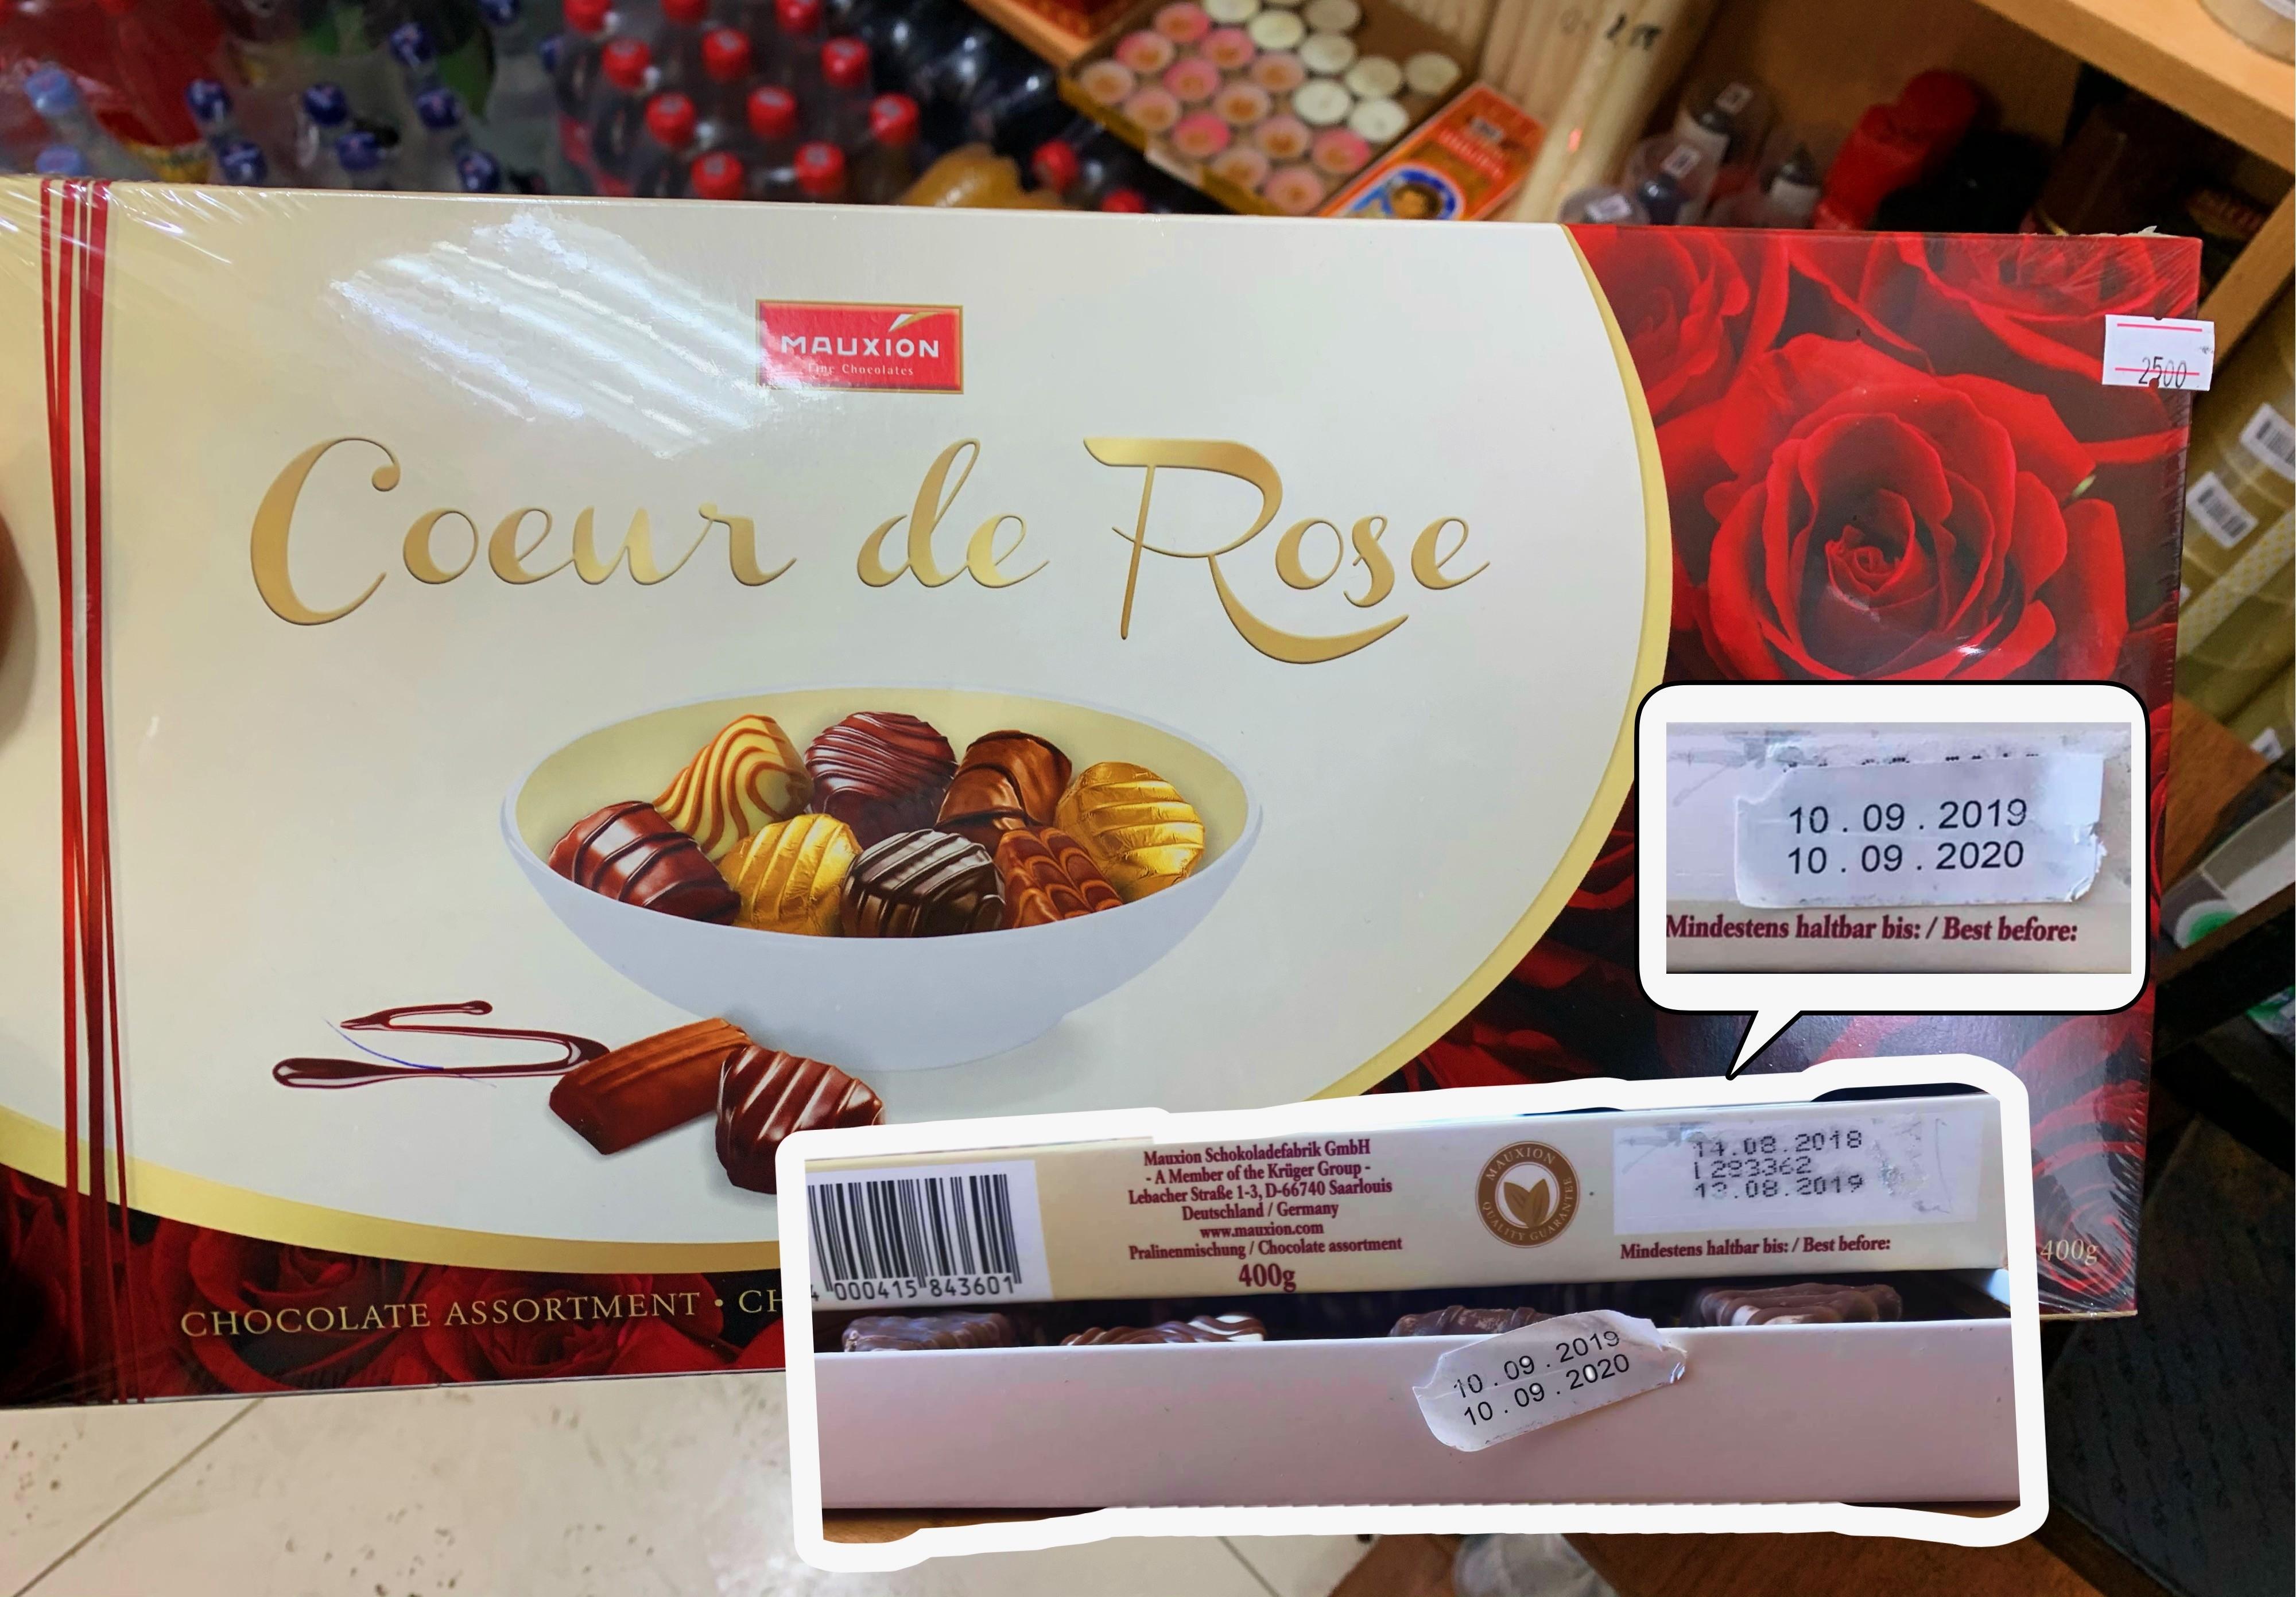 MAUXION
Fine Chocolates
2500
Coeur de Rose
10 . 09 . 2019
10 . 09 . 2020
Mindestens haltbar bis: / Best before:
Mauxion Schokoladefabrik GmbH
- A Member of the Krüger Group -
Lebacher Straße 1-3, D-66740 Saarlouis
Deutschland / Germany
www.mauxion.com
Pralinenmischung / Chocolate assortment
400g
4 000415 843601
MAUXION
QUALITY GUARANTEE
14.08.2018
L283362
13.08.2019
Mindestens haltbar bis: / Best before:
10 . 09 . 2019
10 . 09 . 2020
400g
CHOCOLATE ASSORTMENT • CH